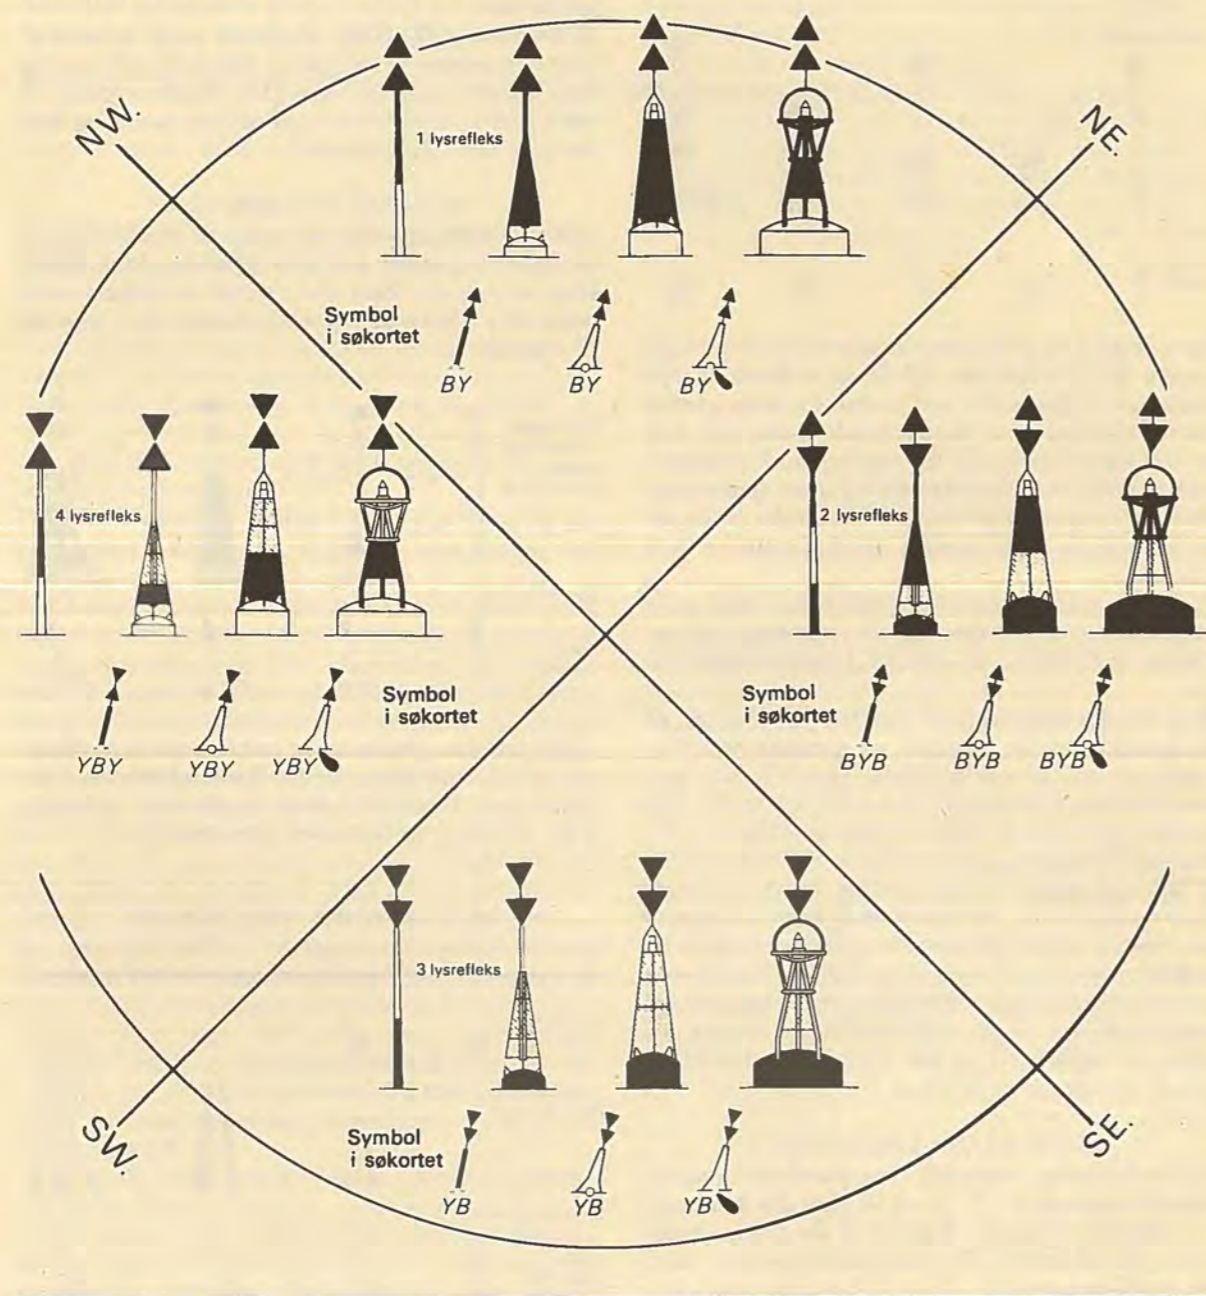 NW.
NE.
1 lysrefleks
Symbol
i søkortet
BY BY BY
4 lysrefleks
2 lysrefleks
Symbol
i søkortet
YBY YBY YBY
Symbol
i søkortet
BYB BYB BYB
3 lysrefleks
Symbol
i søkortet
YB YB YB
SW.
SE.